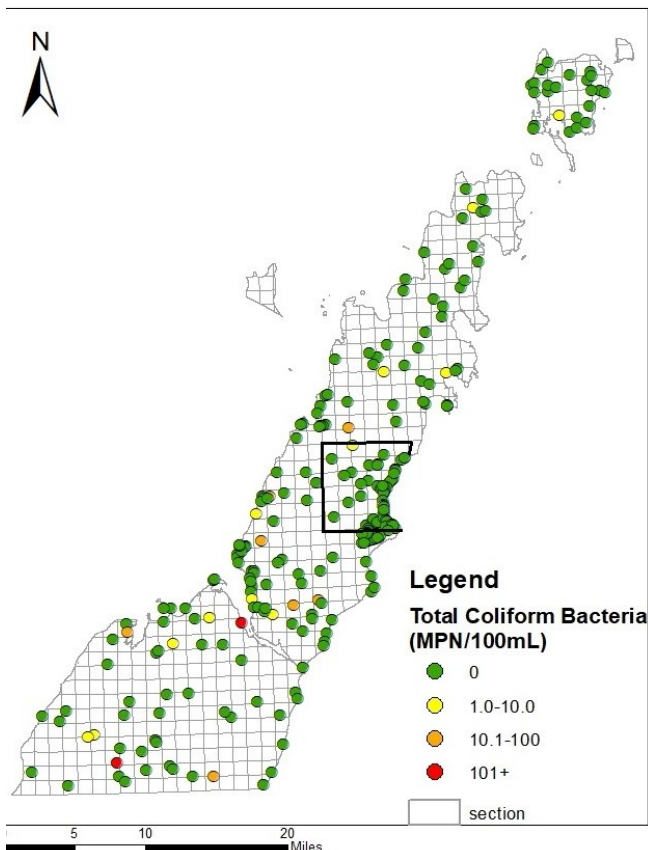 N
Legend
Total Coliform Bacteria
(MPN/100mL)
0
1.0-10.0
10.1-100
101+
section
5 10 20
Miles